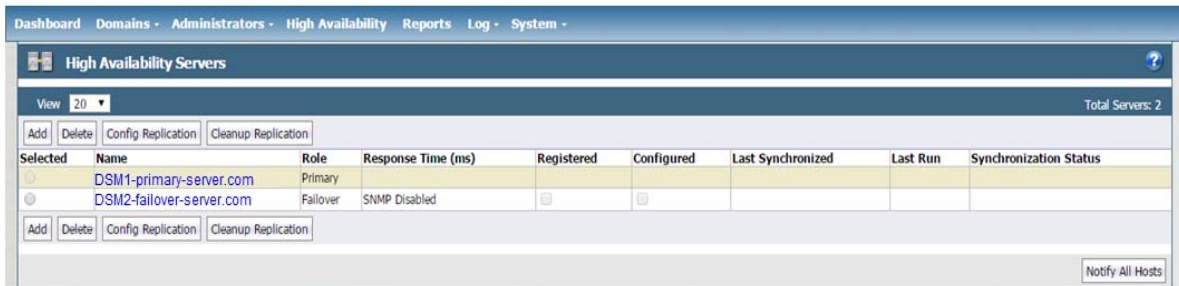 Dashboard Domains - Administrators - High Availability Reports Log - System -
High Availability Servers ?
View 20 Total Servers: 2
Add Delete Config Replication Cleanup Replication
Selected Name Role Response Time (ms) Registered Configured Last Synchronized Last Run Synchronization Status
DSM1-primary-server.com Primary
DSM2-failover-server.com Failover SNMP Disabled
Add Delete Config Replication Cleanup Replication
Notify All Hosts